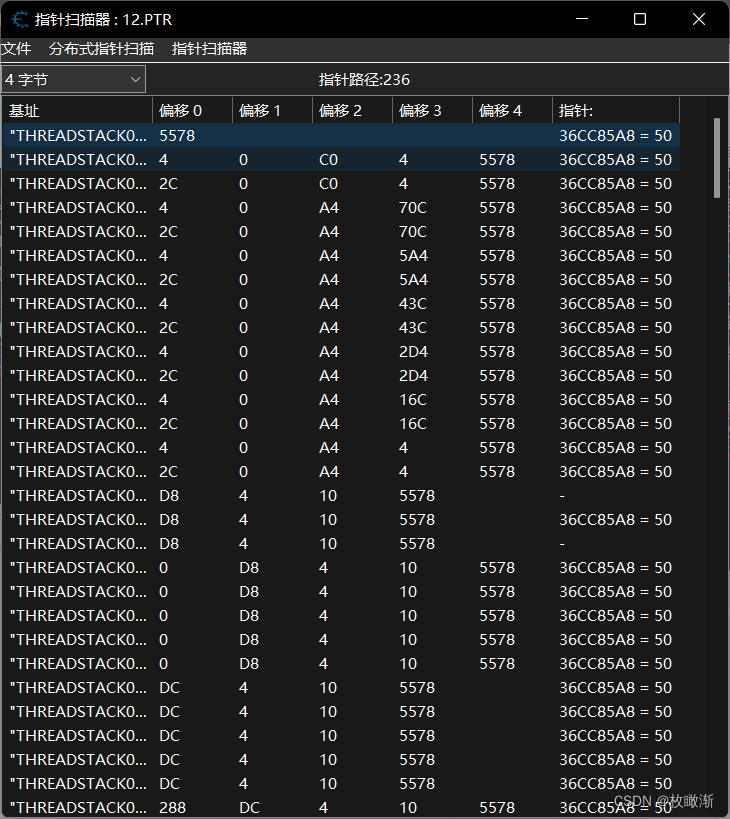 指针扫描器 : 12.PTR
文件 分布式指针扫描 指针扫描器
4 字节 指针路径:236
基址 偏移 0 偏移 1 偏移 2 偏移 3 偏移 4 指针:
"THREADSTACK0... 5578 36CC85A8 = 50
"THREADSTACK0... 4 0 C0 4 5578 36CC85A8 = 50
"THREADSTACK0... 2C 0 C0 4 5578 36CC85A8 = 50
"THREADSTACK0... 4 0 A4 70C 5578 36CC85A8 = 50
"THREADSTACK0... 2C 0 A4 70C 5578 36CC85A8 = 50
"THREADSTACK0... 4 0 A4 5A4 5578 36CC85A8 = 50
"THREADSTACK0... 2C 0 A4 5A4 5578 36CC85A8 = 50
"THREADSTACK0... 4 0 A4 43C 5578 36CC85A8 = 50
"THREADSTACK0... 2C 0 A4 43C 5578 36CC85A8 = 50
"THREADSTACK0... 4 0 A4 2D4 5578 36CC85A8 = 50
"THREADSTACK0... 2C 0 A4 2D4 5578 36CC85A8 = 50
"THREADSTACK0... 4 0 A4 16C 5578 36CC85A8 = 50
"THREADSTACK0... 2C 0 A4 16C 5578 36CC85A8 = 50
"THREADSTACK0... 4 0 A4 4 5578 36CC85A8 = 50
"THREADSTACK0... 2C 0 A4 4 5578 36CC85A8 = 50
"THREADSTACK0... D8 4 10 5578 -
"THREADSTACK0... D8 4 10 5578 36CC85A8 = 50
"THREADSTACK0... D8 4 10 5578 -
"THREADSTACK0... 0 D8 4 10 5578 36CC85A8 = 50
"THREADSTACK0... 0 D8 4 10 5578 36CC85A8 = 50
"THREADSTACK0... 0 D8 4 10 5578 36CC85A8 = 50
"THREADSTACK0... 0 D8 4 10 5578 36CC85A8 = 50
"THREADSTACK0... 0 D8 4 10 5578 36CC85A8 = 50
"THREADSTACK0... DC 4 10 5578 36CC85A8 = 50
"THREADSTACK0... DC 4 10 5578 36CC85A8 = 50
"THREADSTACK0... DC 4 10 5578 36CC85A8 = 50
"THREADSTACK0... DC 4 10 5578 36CC85A8 = 50
"THREADSTACK0... DC 4 10 5578 36CC85A8 = 50
"THREADSTACK0... 288 DC 4 10 5578 36CC85A8 = 50
CSDN @枚瞰渐